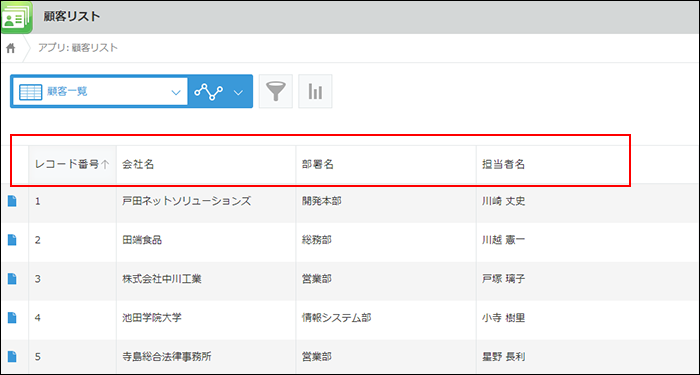 顧客リスト
アプリ: 顧客リスト
顧客一覧
レコード番号↑ 会社名 部署名 担当者名
1 戸田ネットソリューションズ 開発本部 川崎 丈史
2 田端食品 総務部 川越 憲一
3 株式会社中川工業 営業部 戸塚 璃子
4 池田学院大学 情報システム部 小寺 樹里
5 寺島総合法律事務所 営業部 星野 長利